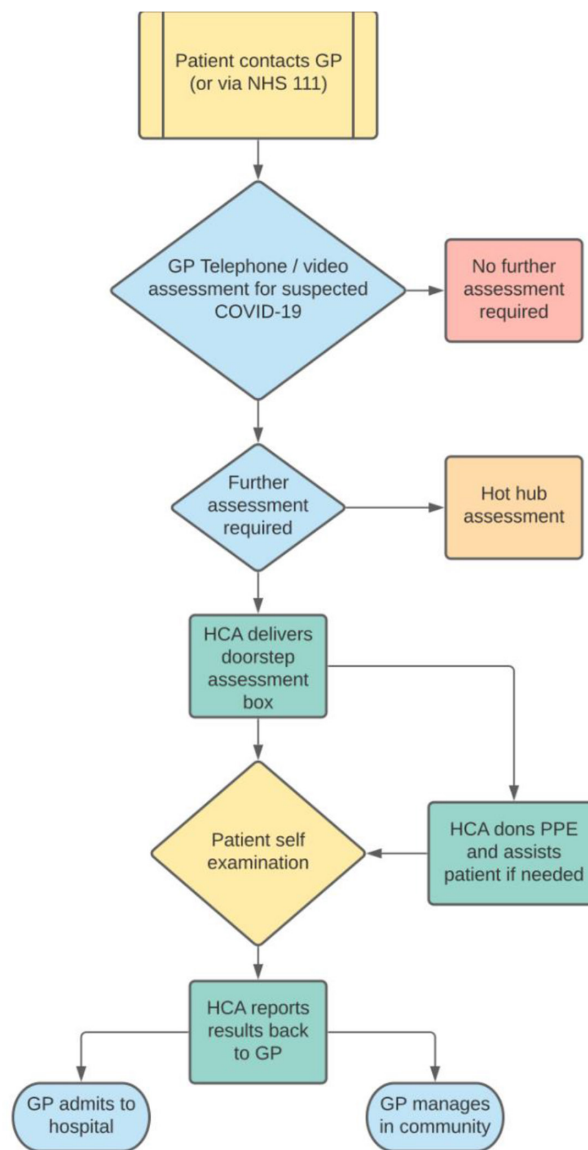 Patient contacts GP
(or via NHS 111)
GP Telephone / video
assessment for suspected
COVID-19
No further
assessment
required
Further
assessment
required
Hot hub
assessment
HCA delivers
doorstep
assessment
box
Patient self
examination
HCA dons PPE
and assists
patient if needed
HCA reports
results back
to GP
GP admits to
hospital
GP manages
in community